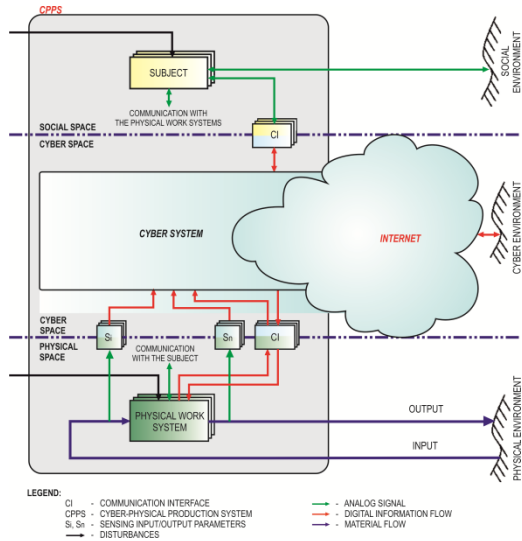 CPPS
SUBJECT
COMMUNICATION WITH
THE PHYSICAL WORK SYSTEMS
SOCIAL ENVIRONMENT
SOCIAL SPACE
CYBER SPACE
CI
CYBER SYSTEM
INTERNET
CYBER ENVIRONMENT
CYBER
SPACE
PHYSICAL
SPACE
Si
COMMUNICATION
WITH THE SUBJECT
Sn
CI
PHYSICAL WORK
SYSTEM
OUTPUT
INPUT
PHYSICAL ENVIRONMENT
LEGEND:
CI - COMMUNICATION INTERFACE
CPPS - CYBER-PHYSICAL PRODUCTION SYSTEM
Si, Sn - SENSING INPUT/OUTPUT PARAMETERS
- DISTURBANCES
- ANALOG SIGNAL
- DIGITAL INFORMATION FLOW
- MATERIAL FLOW